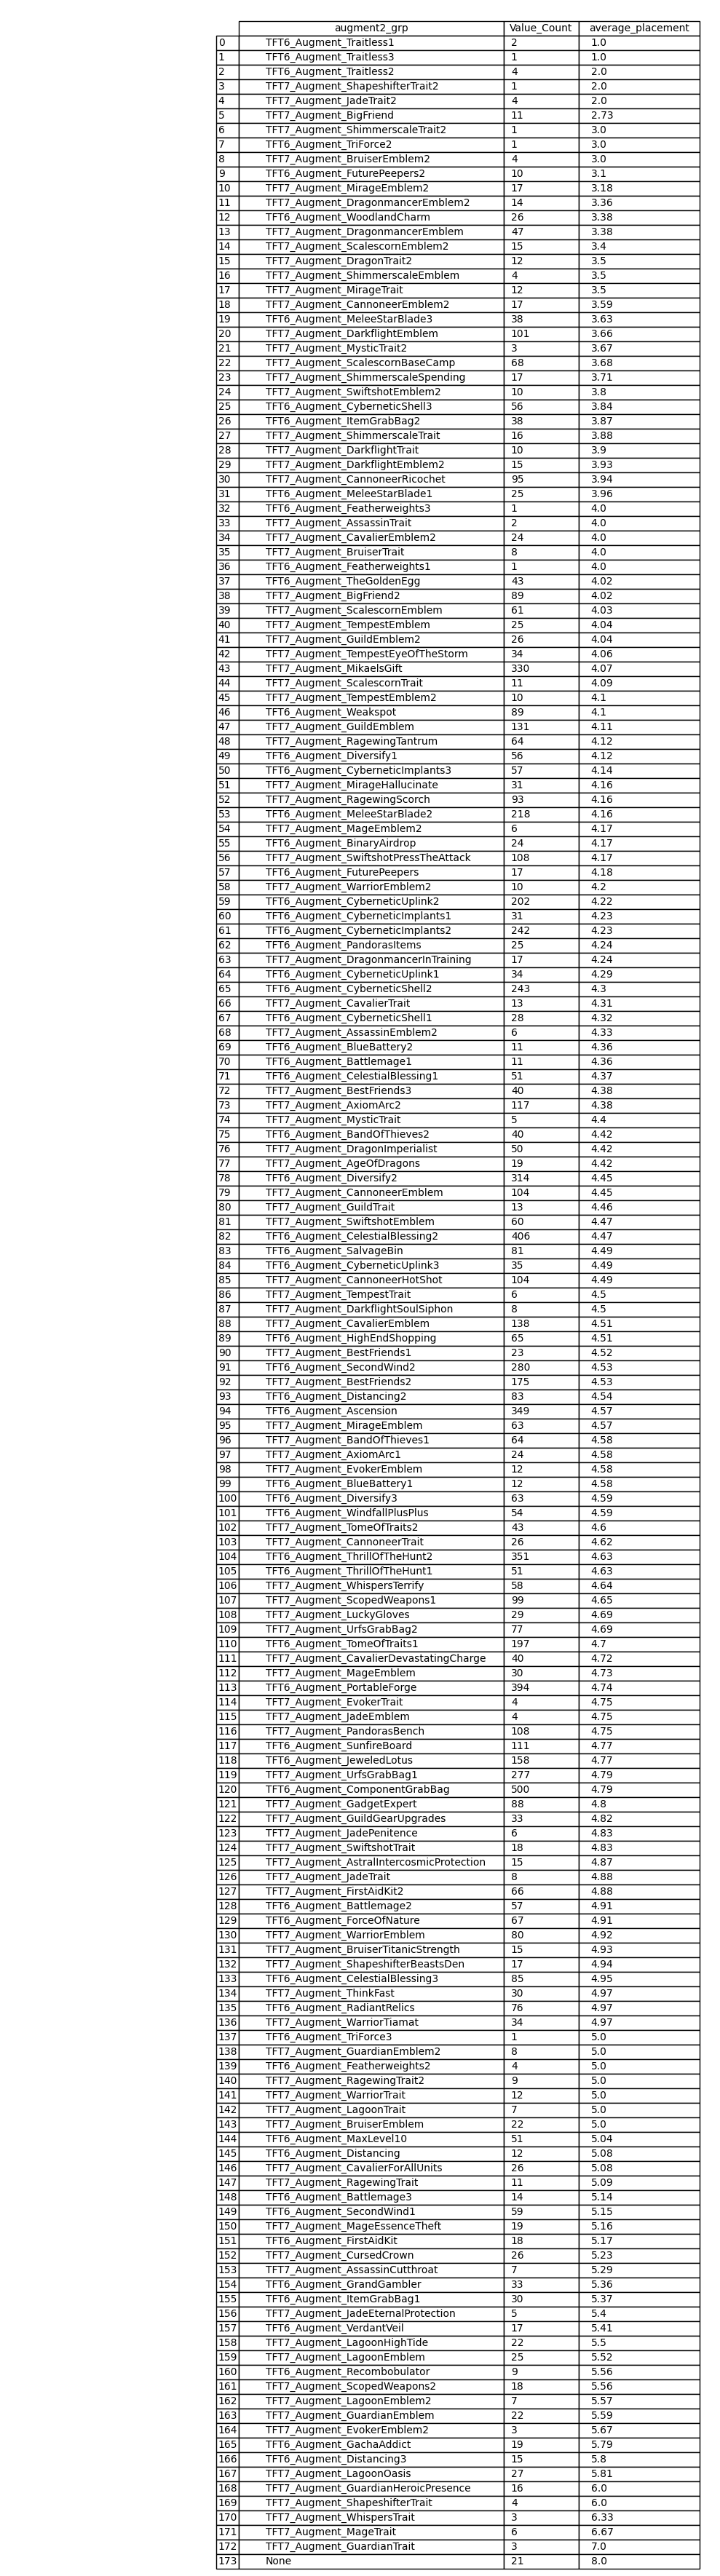 augment2_grp Value_Count average_placement
0 TFT6_Augment_Traitless1 2 1.0
1 TFT6_Augment_Traitless3 1 1.0
2 TFT6_Augment_Traitless2 4 2.0
3 TFT7_Augment_ShapeshifterTrait2 1 2.0
4 TFT7_Augment_JadeTrait2 4 2.0
5 TFT7_Augment_BigFriend 11 2.73
6 TFT7_Augment_ShimmerscaleTrait2 1 3.0
7 TFT6_Augment_TriForce2 1 3.0
8 TFT7_Augment_BruiserEmblem2 4 3.0
9 TFT6_Augment_FuturePeepers2 10 3.1
10 TFT7_Augment_MirageEmblem2 17 3.18
11 TFT7_Augment_DragonmancerEmblem2 14 3.36
12 TFT6_Augment_WoodlandCharm 26 3.38
13 TFT7_Augment_DragonmancerEmblem 47 3.38
14 TFT7_Augment_ScalescornEmblem2 15 3.4
15 TFT7_Augment_DragonTrait2 12 3.5
16 TFT7_Augment_ShimmerscaleEmblem 4 3.5
17 TFT7_Augment_MirageTrait 12 3.5
18 TFT7_Augment_CannoneerEmblem2 17 3.59
19 TFT6_Augment_MeleeStarBlade3 38 3.63
20 TFT7_Augment_DarkflightEmblem 101 3.66
21 TFT7_Augment_MysticTrait2 3 3.67
22 TFT7_Augment_ScalescornBaseCamp 68 3.68
23 TFT7_Augment_ShimmerscaleSpending 17 3.71
24 TFT7_Augment_SwiftshotEmblem2 10 3.8
25 TFT6_Augment_CyberneticShell3 56 3.84
26 TFT6_Augment_ItemGrabBag2 38 3.87
27 TFT7_Augment_ShimmerscaleTrait 16 3.88
28 TFT7_Augment_DarkflightTrait 10 3.9
29 TFT7_Augment_DarkflightEmblem2 15 3.93
30 TFT7_Augment_CannoneerRicochet 95 3.94
31 TFT6_Augment_MeleeStarBlade1 25 3.96
32 TFT6_Augment_Featherweights3 1 4.0
33 TFT7_Augment_AssassinTrait 2 4.0
34 TFT7_Augment_CavalierEmblem2 24 4.0
35 TFT7_Augment_BruiserTrait 8 4.0
36 TFT6_Augment_Featherweights1 1 4.0
37 TFT6_Augment_TheGoldenEgg 43 4.02
38 TFT7_Augment_BigFriend2 89 4.02
39 TFT7_Augment_ScalescornEmblem 61 4.03
40 TFT7_Augment_TempestEmblem 25 4.04
41 TFT7_Augment_GuildEmblem2 26 4.04
42 TFT7_Augment_TempestEyeOfTheStorm 34 4.06
43 TFT7_Augment_MikaelsGift 330 4.07
44 TFT7_Augment_ScalescornTrait 11 4.09
45 TFT7_Augment_TempestEmblem2 10 4.1
46 TFT6_Augment_Weakspot 89 4.1
47 TFT7_Augment_GuildEmblem 131 4.11
48 TFT7_Augment_RagewingTantrum 64 4.12
49 TFT6_Augment_Diversify1 56 4.12
50 TFT6_Augment_CyberneticImplants3 57 4.14
51 TFT7_Augment_MirageHallucinate 31 4.16
52 TFT7_Augment_RagewingScorch 93 4.16
53 TFT6_Augment_MeleeStarBlade2 218 4.16
54 TFT7_Augment_MageEmblem2 6 4.17
55 TFT6_Augment_BinaryAirdrop 24 4.17
56 TFT7_Augment_SwiftshotPressTheAttack 108 4.17
57 TFT6_Augment_FuturePeepers 17 4.18
58 TFT7_Augment_WarriorEmblem2 10 4.2
59 TFT6_Augment_CyberneticUplink2 202 4.22
60 TFT6_Augment_CyberneticImplants1 31 4.23
61 TFT6_Augment_CyberneticImplants2 242 4.23
62 TFT6_Augment_PandorasItems 25 4.24
63 TFT7_Augment_DragonmancerInTraining 17 4.24
64 TFT6_Augment_CyberneticUplink1 34 4.29
65 TFT6_Augment_CyberneticShell2 243 4.3
66 TFT7_Augment_CavalierTrait 13 4.31
67 TFT6_Augment_CyberneticShell1 28 4.32
68 TFT7_Augment_AssassinEmblem2 6 4.33
69 TFT6_Augment_BlueBattery2 11 4.36
70 TFT6_Augment_Battlemage1 11 4.36
71 TFT6_Augment_CelestialBlessing1 51 4.37
72 TFT7_Augment_BestFriends3 40 4.38
73 TFT7_Augment_AxiomArc2 117 4.38
74 TFT7_Augment_MysticTrait 5 4.4
75 TFT6_Augment_BandOfThieves2 40 4.42
76 TFT7_Augment_DragonImperialist 50 4.42
77 TFT7_Augment_AgeOfDragons 19 4.42
78 TFT6_Augment_Diversify2 314 4.45
79 TFT7_Augment_CannoneerEmblem 104 4.45
80 TFT7_Augment_GuildTrait 13 4.46
81 TFT7_Augment_SwiftshotEmblem 60 4.47
82 TFT6_Augment_CelestialBlessing2 406 4.47
83 TFT6_Augment_SalvageBin 81 4.49
84 TFT6_Augment_CyberneticUplink3 35 4.49
85 TFT7_Augment_CannoneerHotShot 104 4.49
86 TFT7_Augment_TempestTrait 6 4.5
87 TFT7_Augment_DarkflightSoulSiphon 8 4.5
88 TFT7_Augment_CavalierEmblem 138 4.51
89 TFT6_Augment_HighEndShopping 65 4.51
90 TFT7_Augment_BestFriends1 23 4.52
91 TFT6_Augment_SecondWind2 280 4.53
92 TFT7_Augment_BestFriends2 175 4.53
93 TFT6_Augment_Distancing2 83 4.54
94 TFT6_Augment_Ascension 349 4.57
95 TFT7_Augment_MirageEmblem 63 4.57
96 TFT7_Augment_BandOfThieves1 64 4.58
97 TFT7_Augment_AxiomArc1 24 4.58
98 TFT7_Augment_EvokerEmblem 12 4.58
99 TFT6_Augment_BlueBattery1 12 4.58
100 TFT6_Augment_Diversify3 63 4.59
101 TFT6_Augment_WindfallPlusPlus 54 4.59
102 TFT7_Augment_TomeOfTraits2 43 4.6
103 TFT7_Augment_CannoneerTrait 26 4.62
104 TFT6_Augment_ThrillOfTheHunt2 351 4.63
105 TFT6_Augment_ThrillOfTheHunt1 51 4.63
106 TFT7_Augment_WhispersTerrify 58 4.64
107 TFT7_Augment_ScopedWeapons1 99 4.65
108 TFT7_Augment_LuckyGloves 29 4.69
109 TFT7_Augment_UrfsGrabBag2 77 4.69
110 TFT6_Augment_TomeOfTraits1 197 4.7
111 TFT7_Augment_CavalierDevastatingCharge 40 4.72
112 TFT7_Augment_MageEmblem 30 4.73
113 TFT6_Augment_PortableForge 394 4.74
114 TFT7_Augment_EvokerTrait 4 4.75
115 TFT7_Augment_JadeEmblem 4 4.75
116 TFT7_Augment_PandorasBench 108 4.75
117 TFT6_Augment_SunfireBoard 111 4.77
118 TFT6_Augment_JeweledLotus 158 4.77
119 TFT7_Augment_UrfsGrabBag1 277 4.79
120 TFT6_Augment_ComponentGrabBag 500 4.79
121 TFT7_Augment_GadgetExpert 88 4.8
122 TFT7_Augment_GuildGearUpgrades 33 4.82
123 TFT7_Augment_JadePenitence 6 4.83
124 TFT7_Augment_SwiftshotTrait 18 4.83
125 TFT7_Augment_AstralIntercosmicProtection 15 4.87
126 TFT7_Augment_JadeTrait 8 4.88
127 TFT7_Augment_FirstAidKit2 66 4.88
128 TFT6_Augment_Battlemage2 57 4.91
129 TFT6_Augment_ForceOfNature 67 4.91
130 TFT7_Augment_WarriorEmblem 80 4.92
131 TFT7_Augment_BruiserTitanicStrength 15 4.93
132 TFT7_Augment_ShapeshifterBeastsDen 17 4.94
133 TFT6_Augment_CelestialBlessing3 85 4.95
134 TFT7_Augment_ThinkFast 30 4.97
135 TFT6_Augment_RadiantRelics 76 4.97
136 TFT7_Augment_WarriorTiamat 34 4.97
137 TFT6_Augment_TriForce3 1 5.0
138 TFT7_Augment_GuardianEmblem2 8 5.0
139 TFT6_Augment_Featherweights2 4 5.0
140 TFT7_Augment_RagewingTrait2 9 5.0
141 TFT7_Augment_WarriorTrait 12 5.0
142 TFT7_Augment_LagoonTrait 7 5.0
143 TFT7_Augment_BruiserEmblem 22 5.0
144 TFT6_Augment_MaxLevel10 51 5.04
145 TFT6_Augment_Distancing 12 5.08
146 TFT7_Augment_CavalierForAllUnits 26 5.08
147 TFT7_Augment_RagewingTrait 11 5.09
148 TFT6_Augment_Battlemage3 14 5.14
149 TFT6_Augment_SecondWind1 59 5.15
150 TFT7_Augment_MageEssenceTheft 19 5.16
151 TFT6_Augment_FirstAidKit 18 5.17
152 TFT7_Augment_CursedCrown 26 5.23
153 TFT7_Augment_AssassinCutthroat 7 5.29
154 TFT6_Augment_GrandGambler 33 5.36
155 TFT6_Augment_ItemGrabBag1 30 5.37
156 TFT7_Augment_JadeEternalProtection 5 5.4
157 TFT6_Augment_VerdantVeil 17 5.41
158 TFT7_Augment_LagoonHighTide 22 5.5
159 TFT7_Augment_LagoonEmblem 25 5.52
160 TFT6_Augment_Recombobulator 9 5.56
161 TFT7_Augment_ScopedWeapons2 18 5.56
162 TFT7_Augment_LagoonEmblem2 7 5.57
163 TFT7_Augment_GuardianEmblem 22 5.59
164 TFT7_Augment_EvokerEmblem2 3 5.67
165 TFT6_Augment_GachaAddict 19 5.79
166 TFT6_Augment_Distancing3 15 5.8
167 TFT7_Augment_LagoonOasis 27 5.81
168 TFT7_Augment_GuardianHeroicPresence 16 6.0
169 TFT7_Augment_ShapeshifterTrait 4 6.0
170 TFT7_Augment_WhispersTrait 3 6.33
171 TFT7_Augment_MageTrait 6 6.67
172 TFT7_Augment_GuardianTrait 3 7.0
173 None 21 8.0